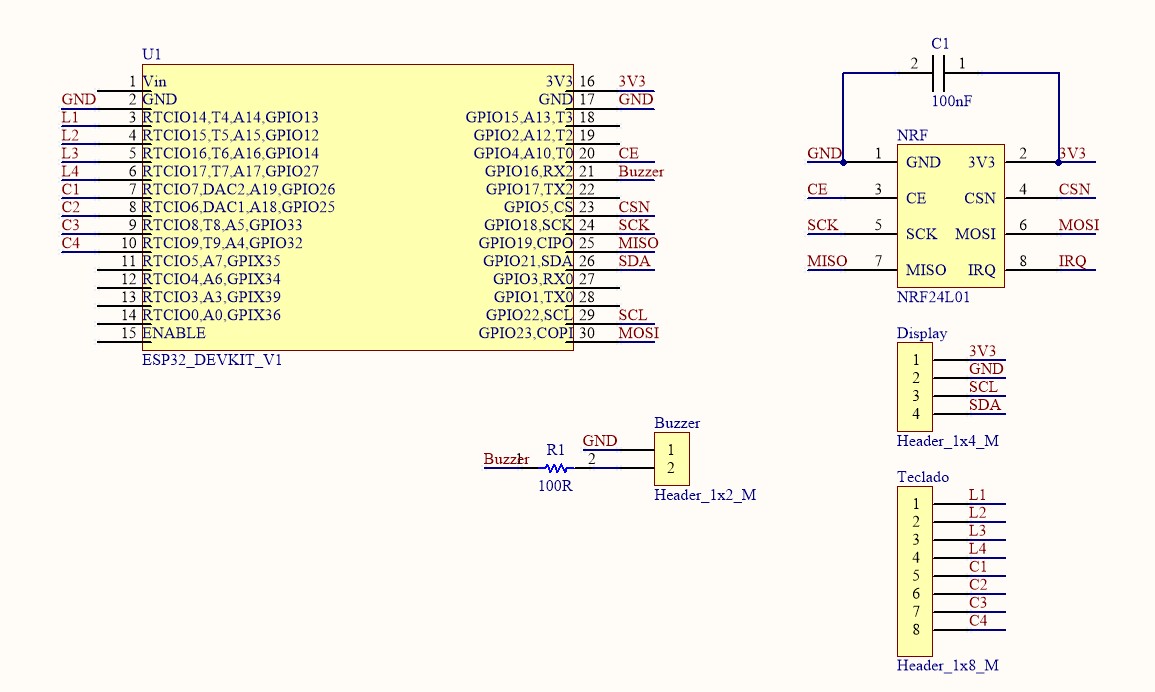 U1
1 Vin 3V3 16 3V3
GND 2 GND GND 17 GND
L1 3 RTCIO14,T4,A14,GPIO13 GPIO15,A13,T3 18
L2 4 RTCIO15,T5,A15,GPIO12 GPIO2,A12,T2 19
L3 5 RTCIO16,T6,A16,GPIO14 GPIO4,A10,T0 20 CE
L4 6 RTCIO17,T7,A17,GPIO27 GPIO16,RX2 21 Buzzer
C1 7 RTCIO7,DAC2,A19,GPIO26 GPIO17,TX2 22
C2 8 RTCIO6,DAC1,A18,GPIO25 GPIO5,CS 23 CSN
C3 9 RTCIO8,T8,A5,GPIO33 GPIO18,SCK 24 SCK
C4 10 RTCIO9,T9,A4,GPIO32 GPIO19,CIPO 25 MISO
11 RTCIO5,A7,GPIX35 GPIO21,SDA 26 SDA
12 RTCIO4,A6,GPIX34 GPIO3,RX0 27
13 RTCIO3,A3,GPIX39 GPIO1,TX0 28
14 RTCIO0,A0,GPIX36 GPIO22,SCL 29 SCL
15 ENABLE GPIO23,COPI 30 MOSI
ESP32_DEVKIT_V1
C1
2 1
100nF
NRF
GND 1 GND 3V3 2 3V3
CE 3 CE CSN 4 CSN
SCK 5 SCK MOSI 6 MOSI
MISO 7 MISO IRQ 8 IRQ
NRF24L01
Display
1 3V3
2 GND
3 SCL
4 SDA
Header_1x4_M
Buzzer
R1 GND 1
Buzzer 1 2 2
100R
Header_1x2_M
Teclado
1 L1
2 L2
3 L3
4 L4
5 C1
6 C2
7 C3
8 C4
Header_1x8_M